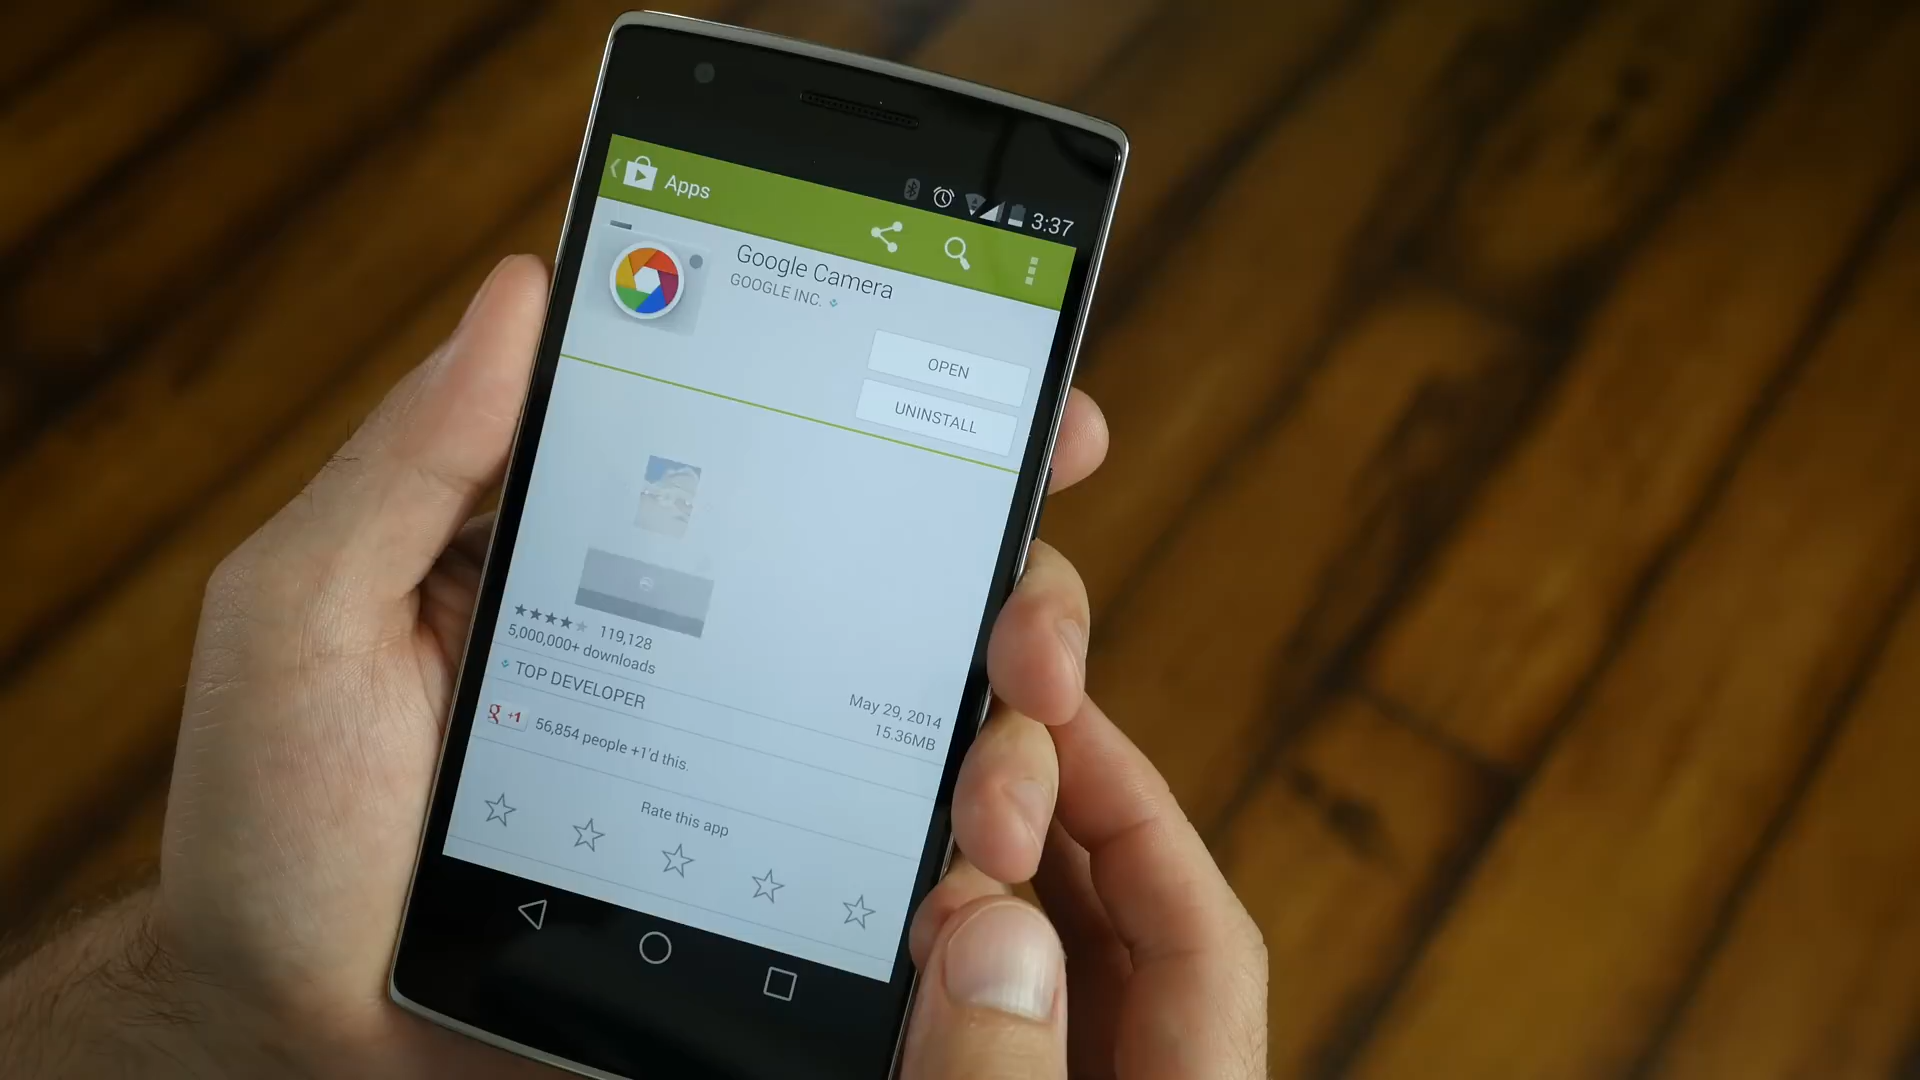 3:37
Apps
Google Camera
GOOGLE INC.
OPEN
UNINSTALL
119,128
5,000,000+ downloads
TOP DEVELOPER
May 29, 2014
15.36MB
g +1 56,854 people +1'd this.
Rate this app